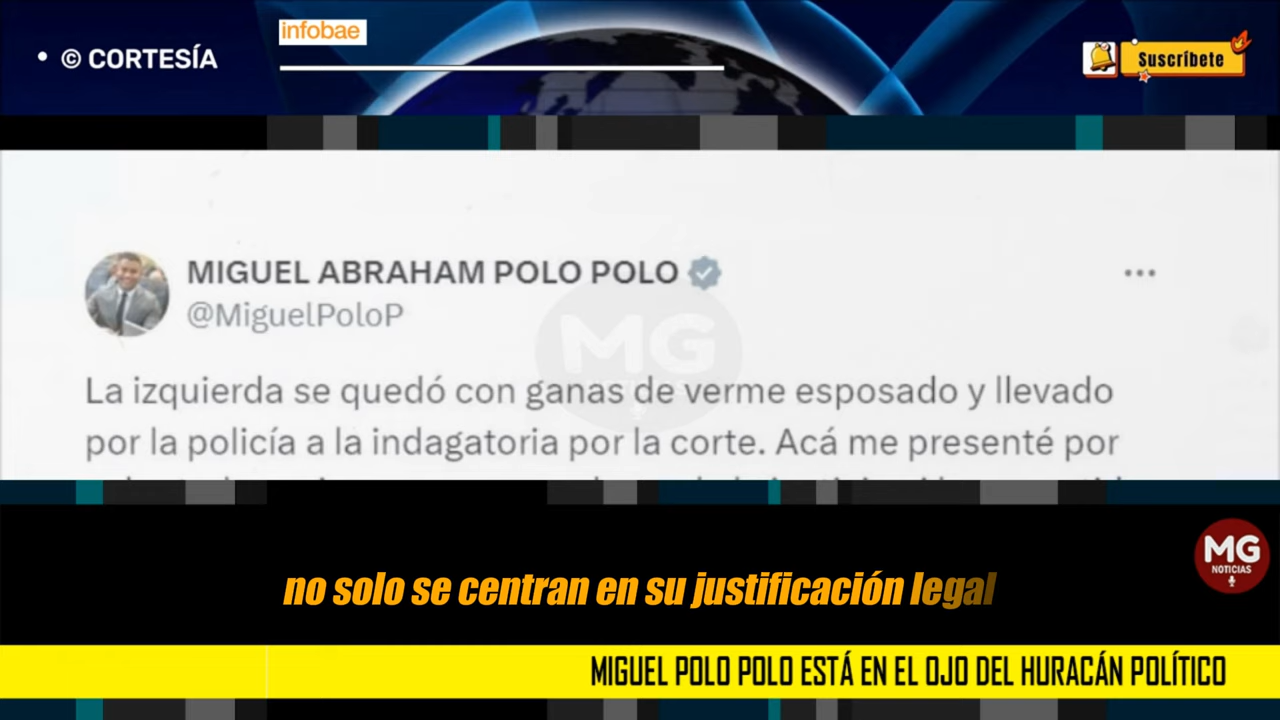 • © CORTESÍA
infobae
Suscríbete
MIGUEL ABRAHAM POLO POLO
@MiguelPoloP
La izquierda se quedó con ganas de verme esposado y llevado
por la policía a la indagatoria por la corte. Acá me presenté por
MG
NOTICIAS
no solo se centran en su justificación legal
MG
NOTICIAS
MIGUEL POLO POLO ESTÁ EN EL OJO DEL HURACÁN POLÍTICO